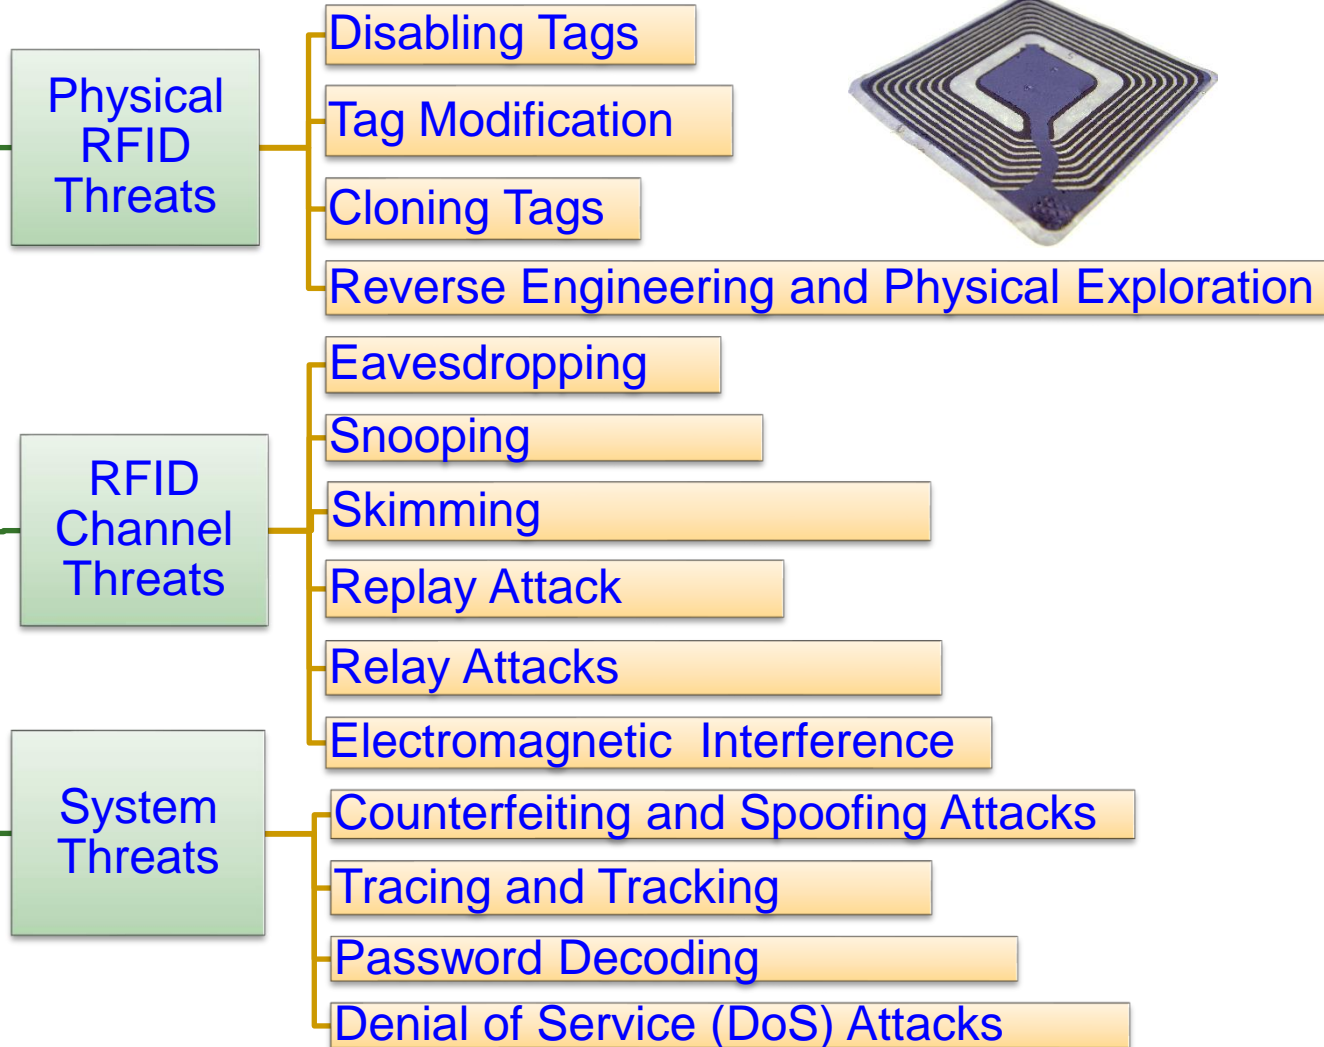 Physical
RFID
Threats
Disabling Tags
Tag Modification
Cloning Tags
Reverse Engineering and Physical Exploration
RFID
Channel
Threats
Eavesdropping
Snooping
Skimming
Replay Attack
Relay Attacks
Electromagnetic  Interference
System
Threats
Counterfeiting and Spoofing Attacks
Tracing and Tracking
Password Decoding
Denial of Service (DoS) Attacks